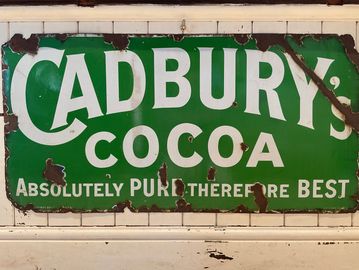 CADBURY'S
COCOA
ABSOLUTELY PURE THEREFORE BEST